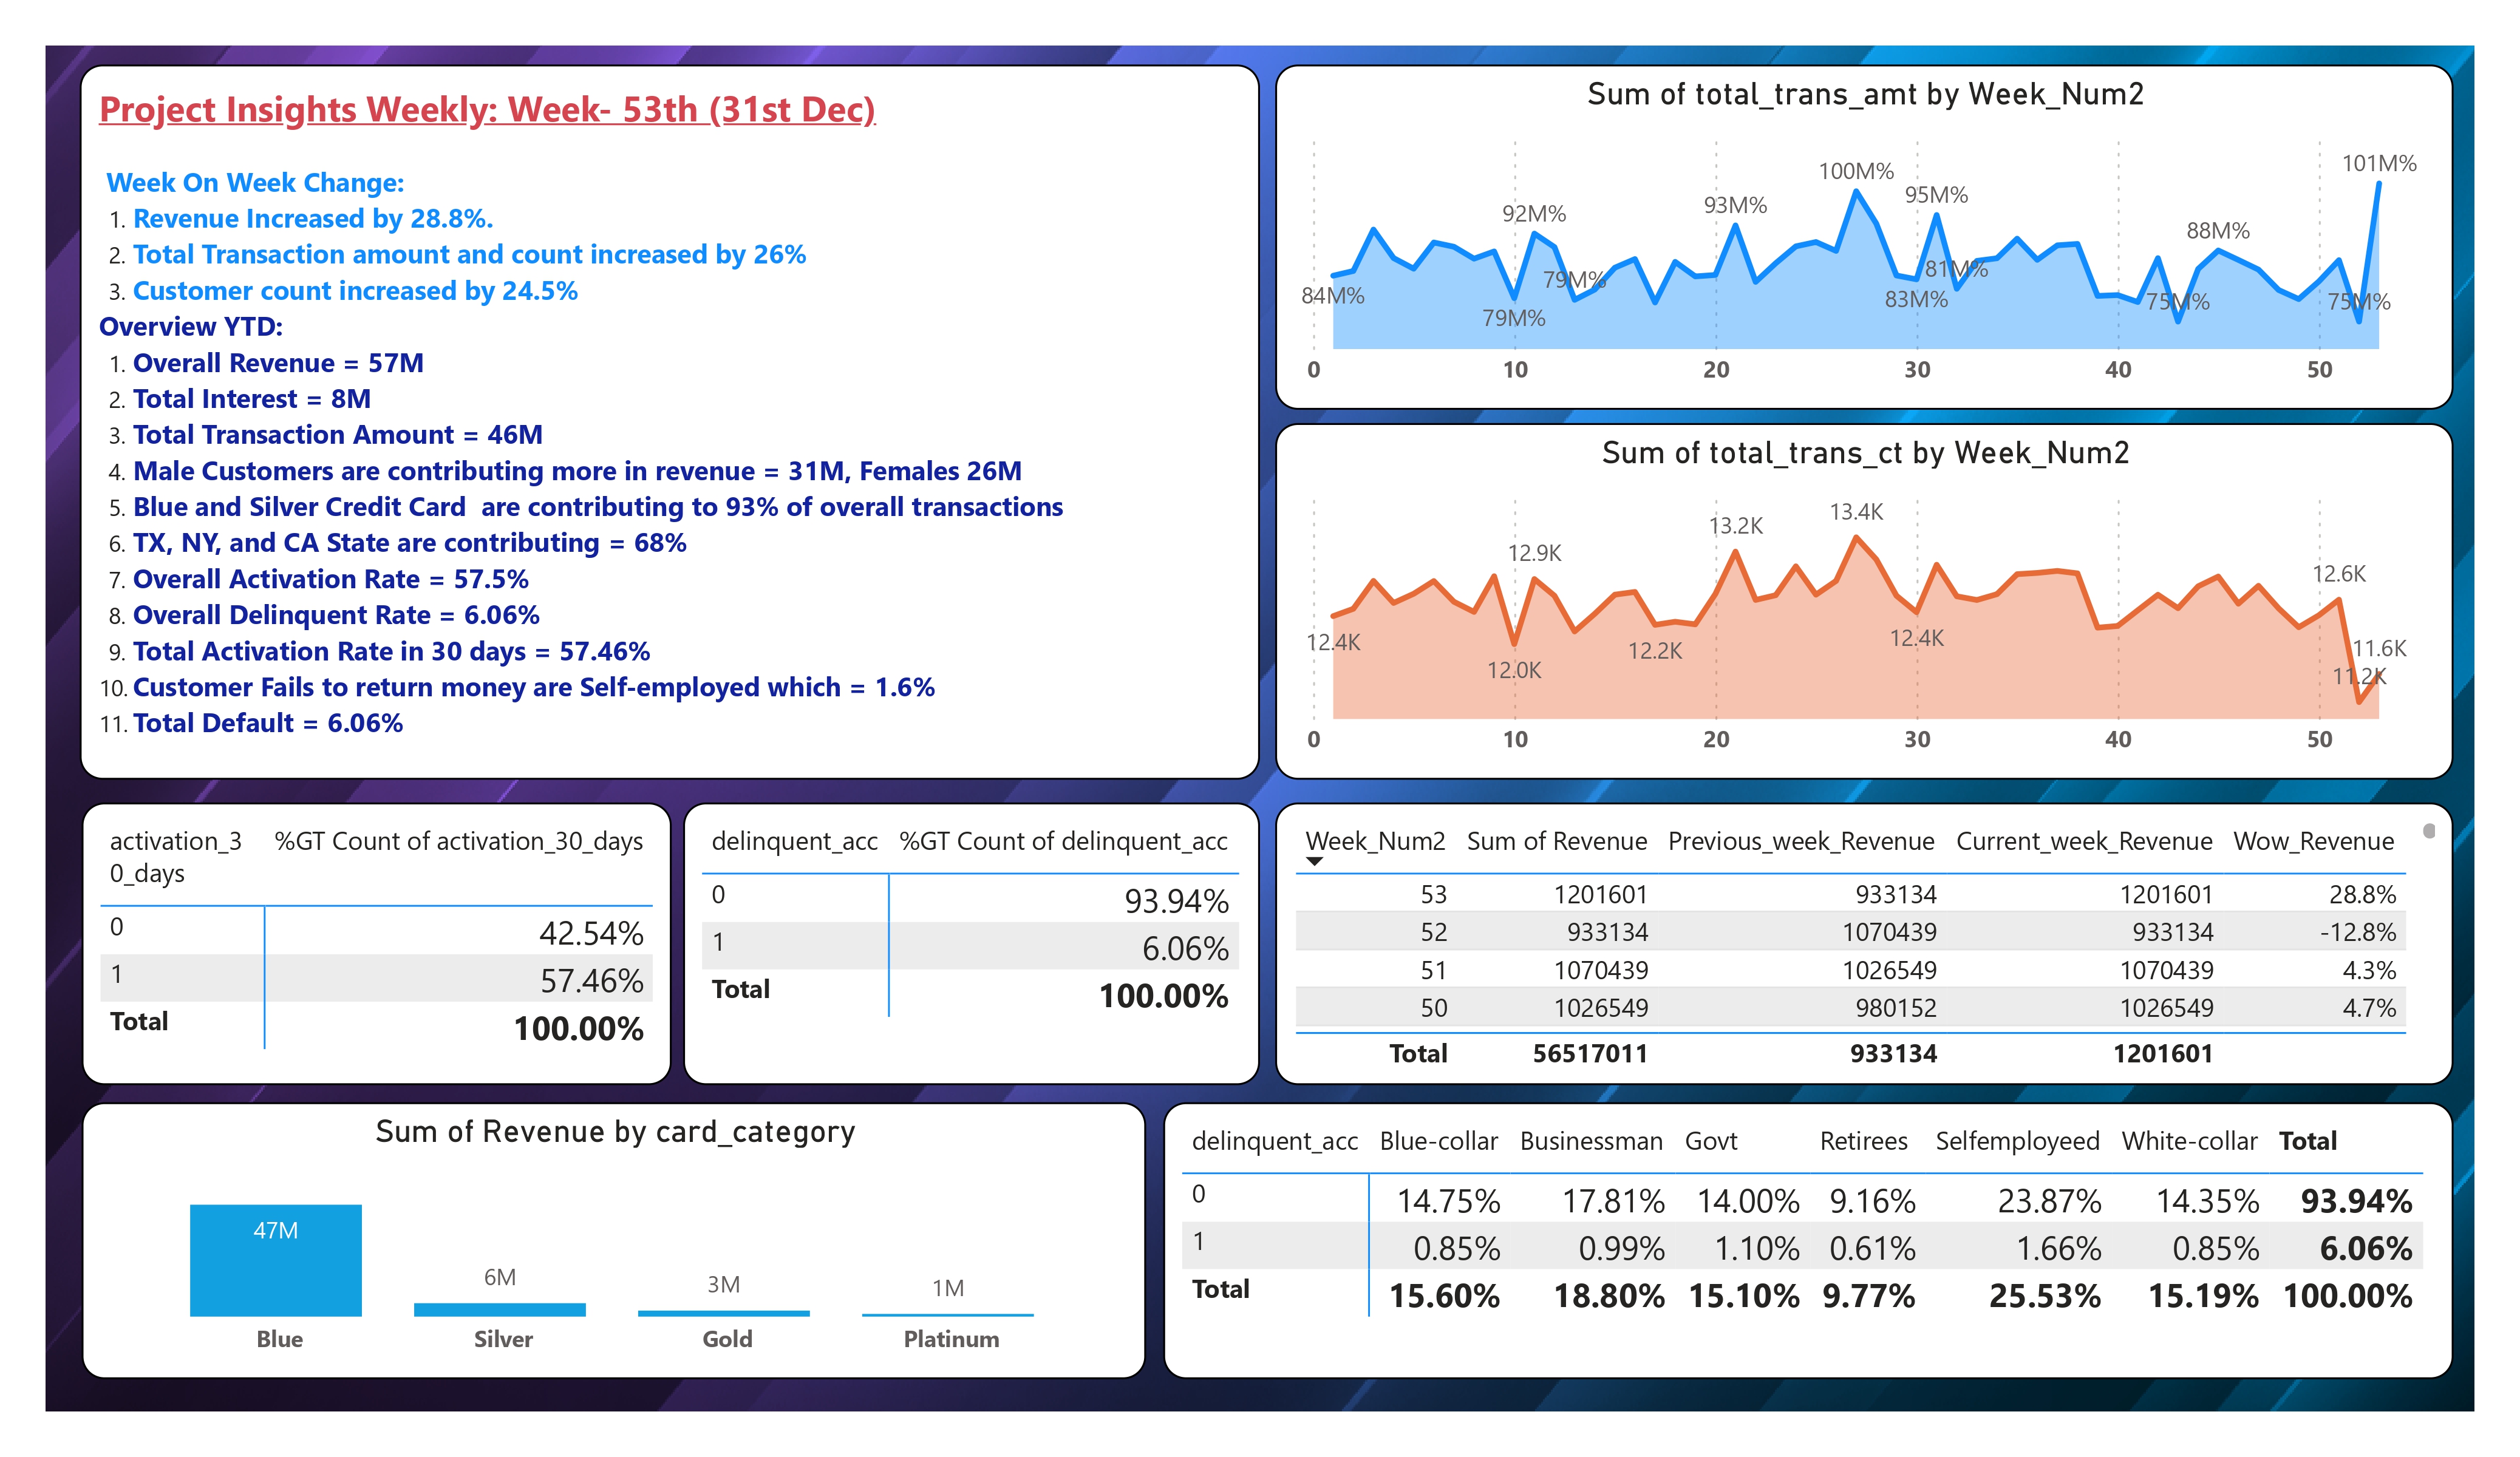 Project Insights Weekly: Week- 53th (31st Dec)
Week On Week Change:
1. Revenue Increased by 28.8%.
2. Total Transaction amount and count increased by 26%
3. Customer count increased by 24.5%
Overview YTD:
1. Overall Revenue = 57M
2. Total Interest = 8M
3. Total Transaction Amount = 46M
4. Male Customers are contributing more in revenue = 31M, Females 26M
5. Blue and Silver Credit Card  are contributing to 93% of overall transactions
6. TX, NY, and CA State are contributing = 68%
7. Overall Activation Rate = 57.5%
8. Overall Delinquent Rate = 6.06%
9. Total Activation Rate in 30 days = 57.46%
10. Customer Fails to return money are Self-employed which = 1.6%
11. Total Default = 6.06%
Sum of total_trans_amt by Week_Num2
101M%
100M%
95M%
93M%
92M%
88M%
81M%
79M%
84M%
83M%
75M%
75M%
79M%
0 10 20 30 40 50
Sum of total_trans_ct by Week_Num2
13.4K
13.2K
12.9K
12.6K
12.4K
12.4K
11.6K
12.2K
12.0K
11.2K
0 10 20 30 40 50
activation_3 %GT Count of activation_30_days
0_days
0 42.54%
1 57.46%
Total 100.00%
delinquent_acc %GT Count of delinquent_acc
0 93.94%
1 6.06%
Total 100.00%
Week_Num2 Sum of Revenue Previous_week_Revenue Current_week_Revenue Wow_Revenue
53 1201601 933134 1201601 28.8%
52 933134 1070439 933134 -12.8%
51 1070439 1026549 1070439 4.3%
50 1026549 980152 1026549 4.7%
Total 56517011 933134 1201601
Sum of Revenue by card_category
47M
6M
3M
1M
Blue Silver Gold Platinum
delinquent_acc Blue-collar Businessman Govt Retirees Selfemployeed White-collar Total
0 14.75% 17.81% 14.00% 9.16% 23.87% 14.35% 93.94%
1 0.85% 0.99% 1.10% 0.61% 1.66% 0.85% 6.06%
Total 15.60% 18.80% 15.10% 9.77% 25.53% 15.19% 100.00%